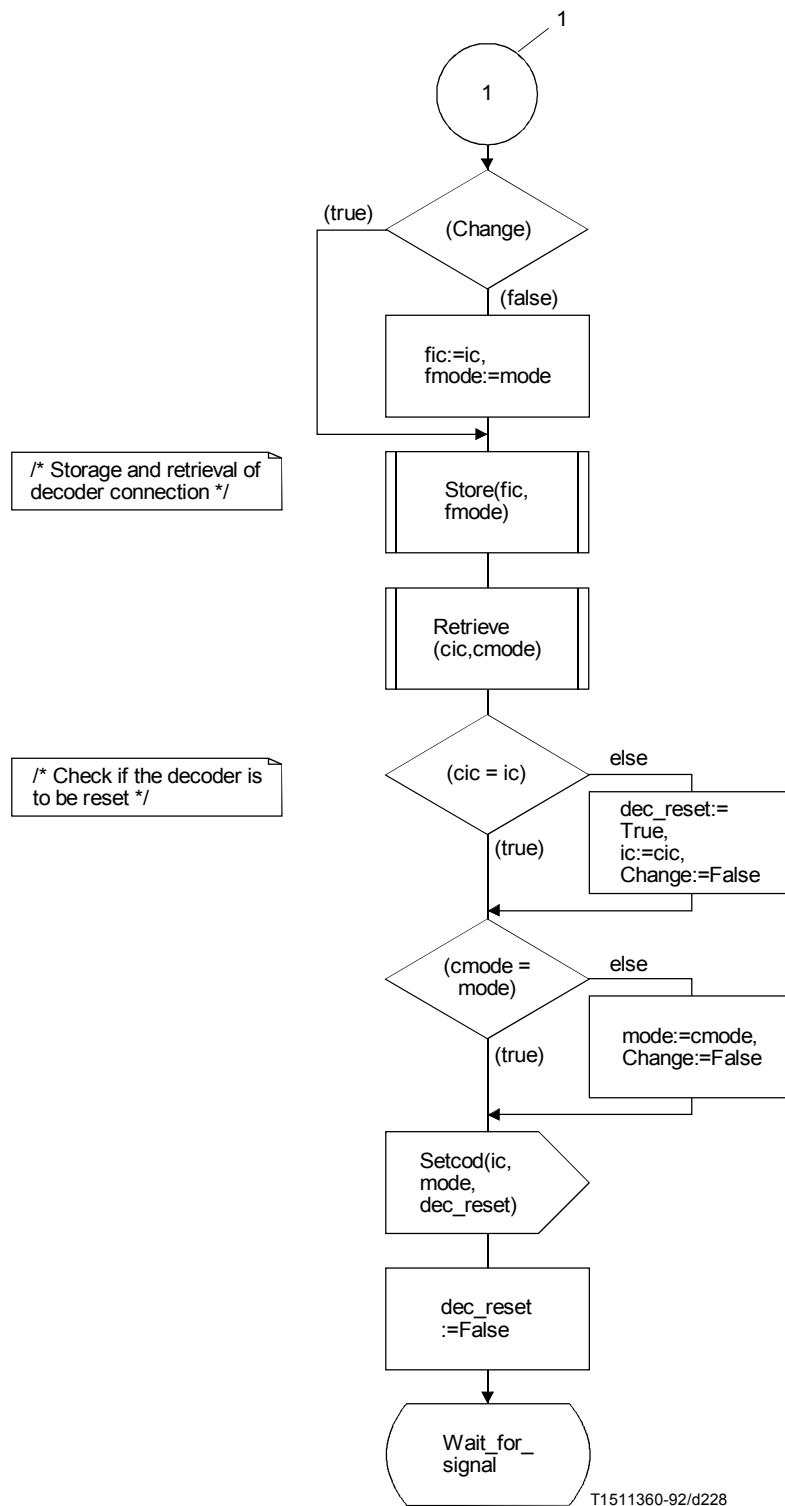 1
1
(true)
(Change)
(false)
fic:=ic,
fmode:=mode
/* Storage and retrieval of
decoder connection */
Store(fic,
fmode)
Retrieve
(cic,cmode)
/* Check if the decoder is
to be reset */
(cic = ic)
else
(true)
dec_reset:=
True,
ic:=cic,
Change:=False
(cmode =
mode)
else
(true)
mode:=cmode,
Change:=False
Setcod(ic,
mode,
dec_reset)
dec_reset
:=False
Wait_for_
signal
T1511360-92/d228